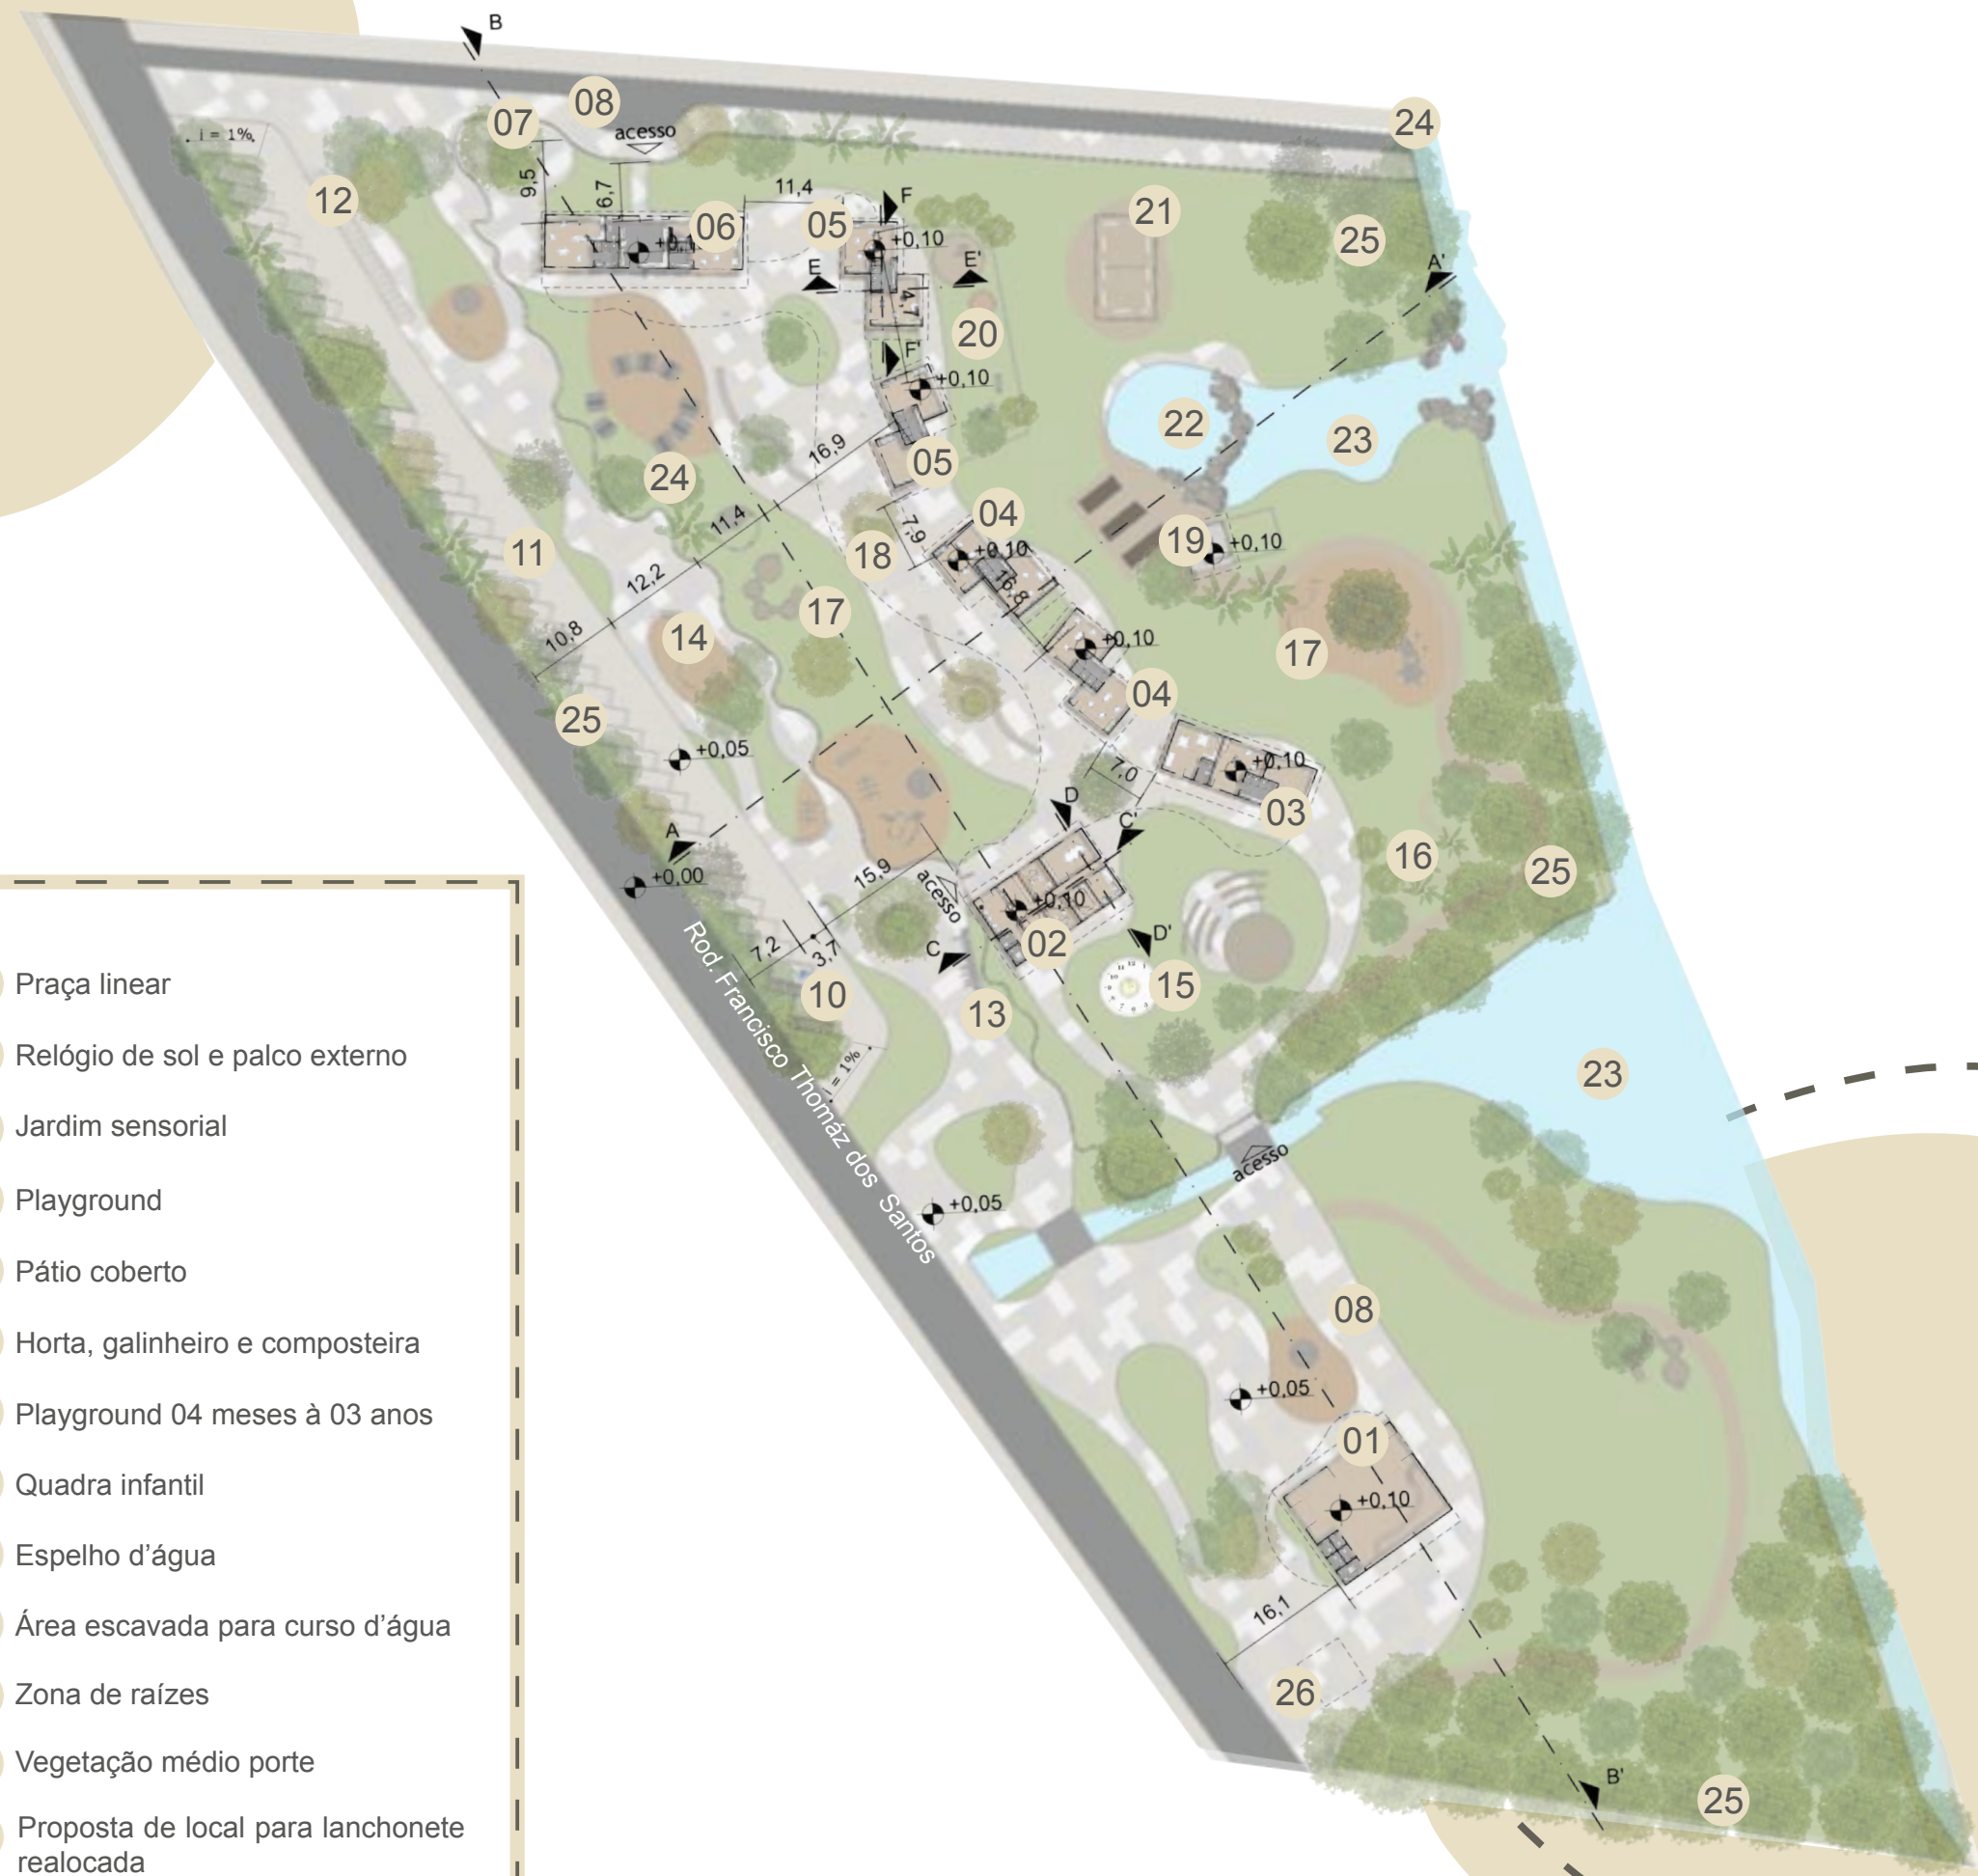 B
07
08
acesso
24
i = 1%
12
9,5
6,7
11,4
F
06
05
+0,10
21
25
E
E'
A'
4,7
20
F'
+0,10
22
23
16,9
05
24
04
11,4
7,9
18
+0,10
19
+0,10
11
12,2
16,8
17
10,8
14
+0,10
17
04
25
+0,05
7,0
+0,10
03
D
C'
A
16
25
15,9
acesso
+0,00
+0,10
02
C
D'
7,2
3,7
10
15
13
Rod. Francisco Thomáz dos Santos
i = 1%
23
acesso
+0,05
08
+0,05
01
+0,10
16,1
26
B'
25
Praça linear
Relógio de sol e palco externo
Jardim sensorial
Playground
Pátio coberto
Horta, galinheiro e composteira
Playground 04 meses à 03 anos
Quadra infantil
Espelho d’água
Área escavada para curso d’água
Zona de raízes
Vegetação médio porte
Proposta de local para lanchonete
realocada